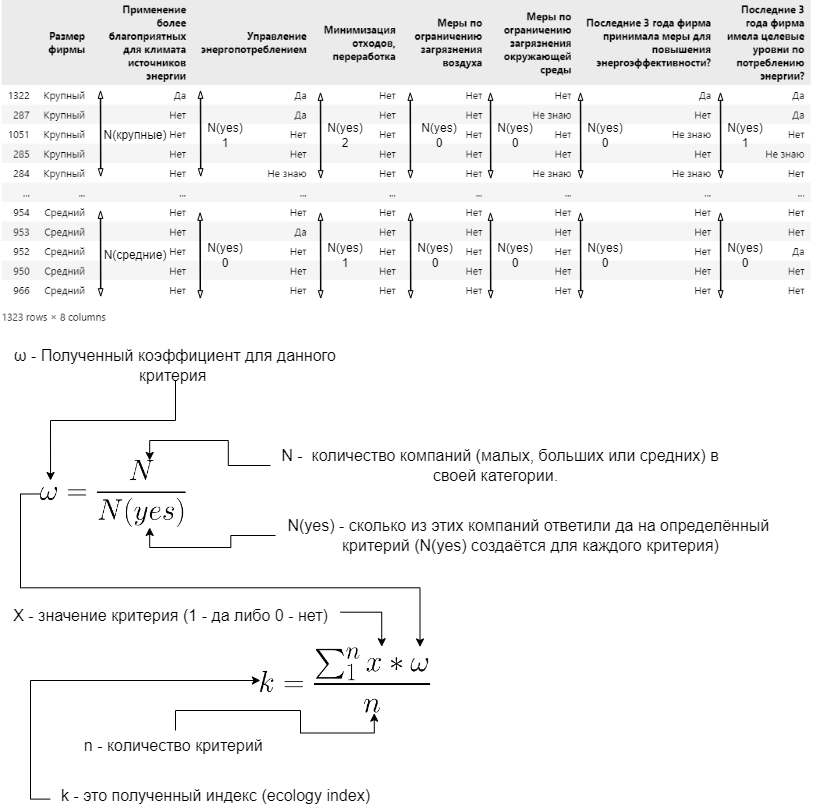 Размер фирмы Применение более благоприятных для климата источников энергии Управление энергопотреблением Минимизация отходов, переработка Меры по ограничению загрязнения воздуха Меры по ограничению загрязнения окружающей среды Последние 3 года фирма принимала меры для повышения энергоэффективности? Последние 3 года фирма имела целевые уровни по потреблению энергии?
1322 Крупный Да Да Нет Нет Нет Да Да
287 Крупный Нет Да Нет Нет Не знаю Нет Да
N(крупные) N(yes) 1 N(yes) 2 N(yes) 0 N(yes) 0 N(yes) 0 N(yes) 1
1051 Крупный Нет Нет Нет Нет Нет Не знаю Нет
285 Крупный Нет Нет Нет Нет Нет Нет Не знаю
284 Крупный Нет Не знаю Нет Нет Не знаю Не знаю Нет
... ... ... ... ... ... ... ... ...
954 Средний Нет Нет Нет Нет Нет Нет Нет
953 Средний Нет Да Нет Нет Нет Нет Нет
N(средние) N(yes) 0 N(yes) 1 N(yes) 0 N(yes) 0 N(yes) 0 N(yes) 0
952 Средний Нет Нет Нет Нет Нет Нет Да
950 Средний Нет Нет Нет Нет Нет Нет Нет
966 Средний Нет Нет Нет Нет Нет Нет Нет
1323 rows × 8 columns
ω - Полученный коэффициент для данного
критерия
N - количество компаний (малых, больших или средних) в
своей категории.
ω = N / N(yes)
N(yes) - сколько из этих компаний ответили да на определённый
критерий (N(yes) создаётся для каждого критерия)
X - значение критерия (1 - да либо 0 - нет)
k = ∑₁ⁿ x * ω / n
n - количество критерий
k - это полученный индекс (ecology index)